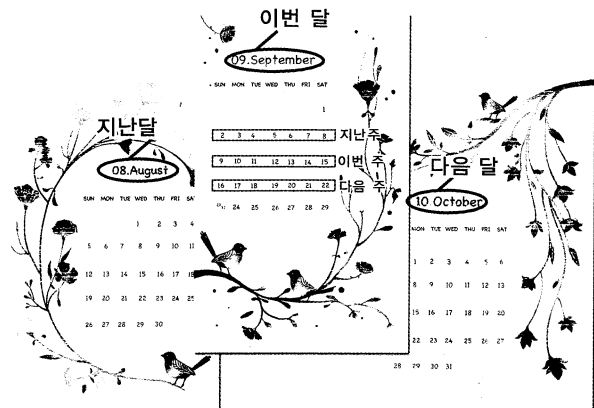 지난달
08.August
SUN MON TUE WED THU FRI SA
1 2 3 4
5 6 7 8 9 10 11
12 13 14 15 16 17 18
19 20 21 22 23 24 25
26 27 28 29 30
이번 달
09.September
SUN MON TUE WED THU FRI SAT
1
2 3 4 5 6 7 8 지난주
9 10 11 12 13 14 15 이번 주
16 17 18 19 20 21 22 다음 주
24 25 26 27 28 29
다음 달
10 October
MON TUE WED THU FRI SAT
1 2 3 4 5 6
8 9 10 11 12 13
15 16 17 18 19 20
22 23 24 25 26 27
28 29 30 31